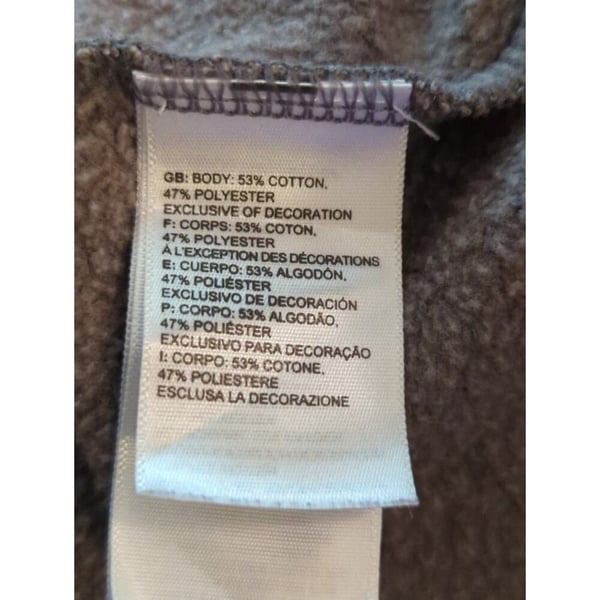 GB: BODY: 53% COTTON,
47% POLYESTER
EXCLUSIVE OF DECORATION
F: CORPS: 53% COTON,
47% POLYESTER
À L'EXCEPTION DES DÉCORATIONS
E: CUERPO: 53% ALGODÓN,
47% POLIÉSTER
EXCLUSIVO DE DECORACIÓN
P: CORPO: 53% ALGODÃO,
47% POLIÉSTER
EXCLUSIVO PARA DECORAÇÃO
I: CORPO: 53% COTONE,
47% POLIESTERE
ESCLUSA LA DECORAZIONE